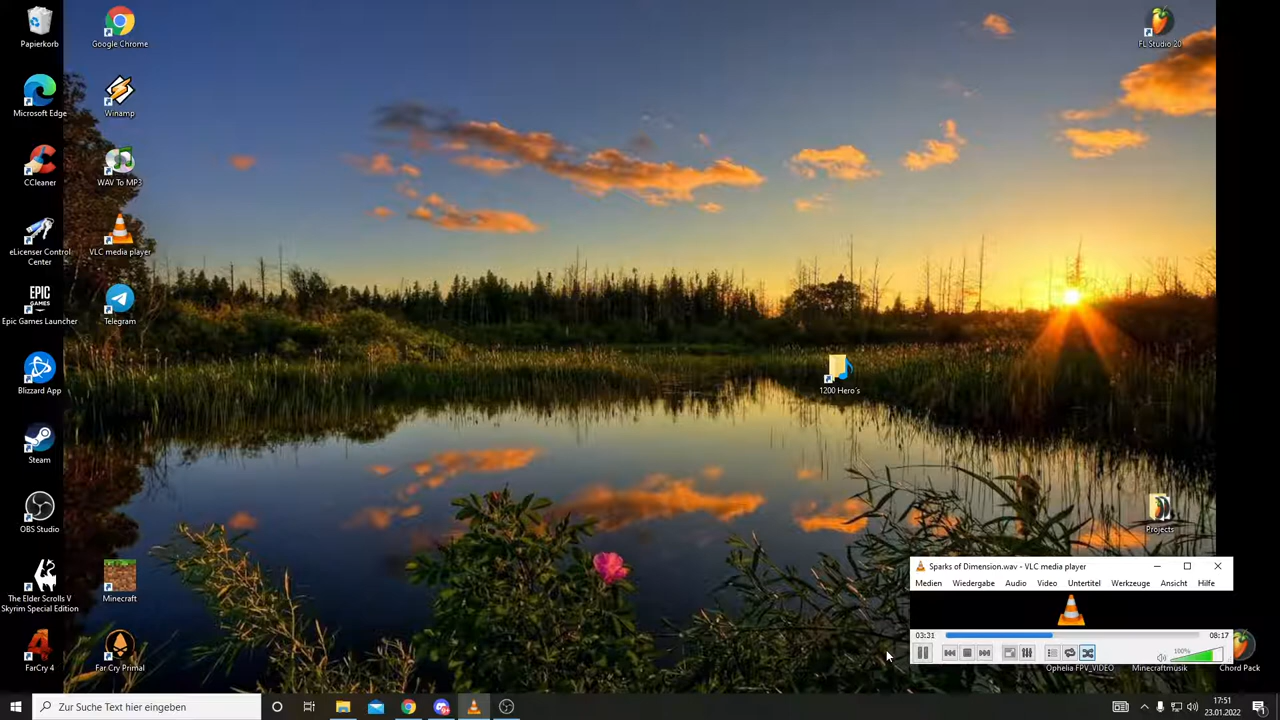 Papierkorb
Google Chrome
FL Studio 20
Microsoft Edge
Winamp
CCleaner
WAV To MP3
eLicenser Control
Center
VLC media player
EPIC
GAMES
Epic Games Launcher
Telegram
Blizzard App
1200 Hero's
Steam
OBS Studio
Projects
The Elder Scrolls V
Skyrim Special Edition
Minecraft
Sparks of Dimension.wav - VLC media player
Medien Wiedergabe Audio Video Untertitel Werkzeuge Ansicht Hilfe
03:31 08:17
100%
FarCry 4
Far Cry Primal
Ophelia FPV_VIDEO
Minecraftmusik
Chord Pack
Zur Suche Text hier eingeben
17:51
23.01.2022
1